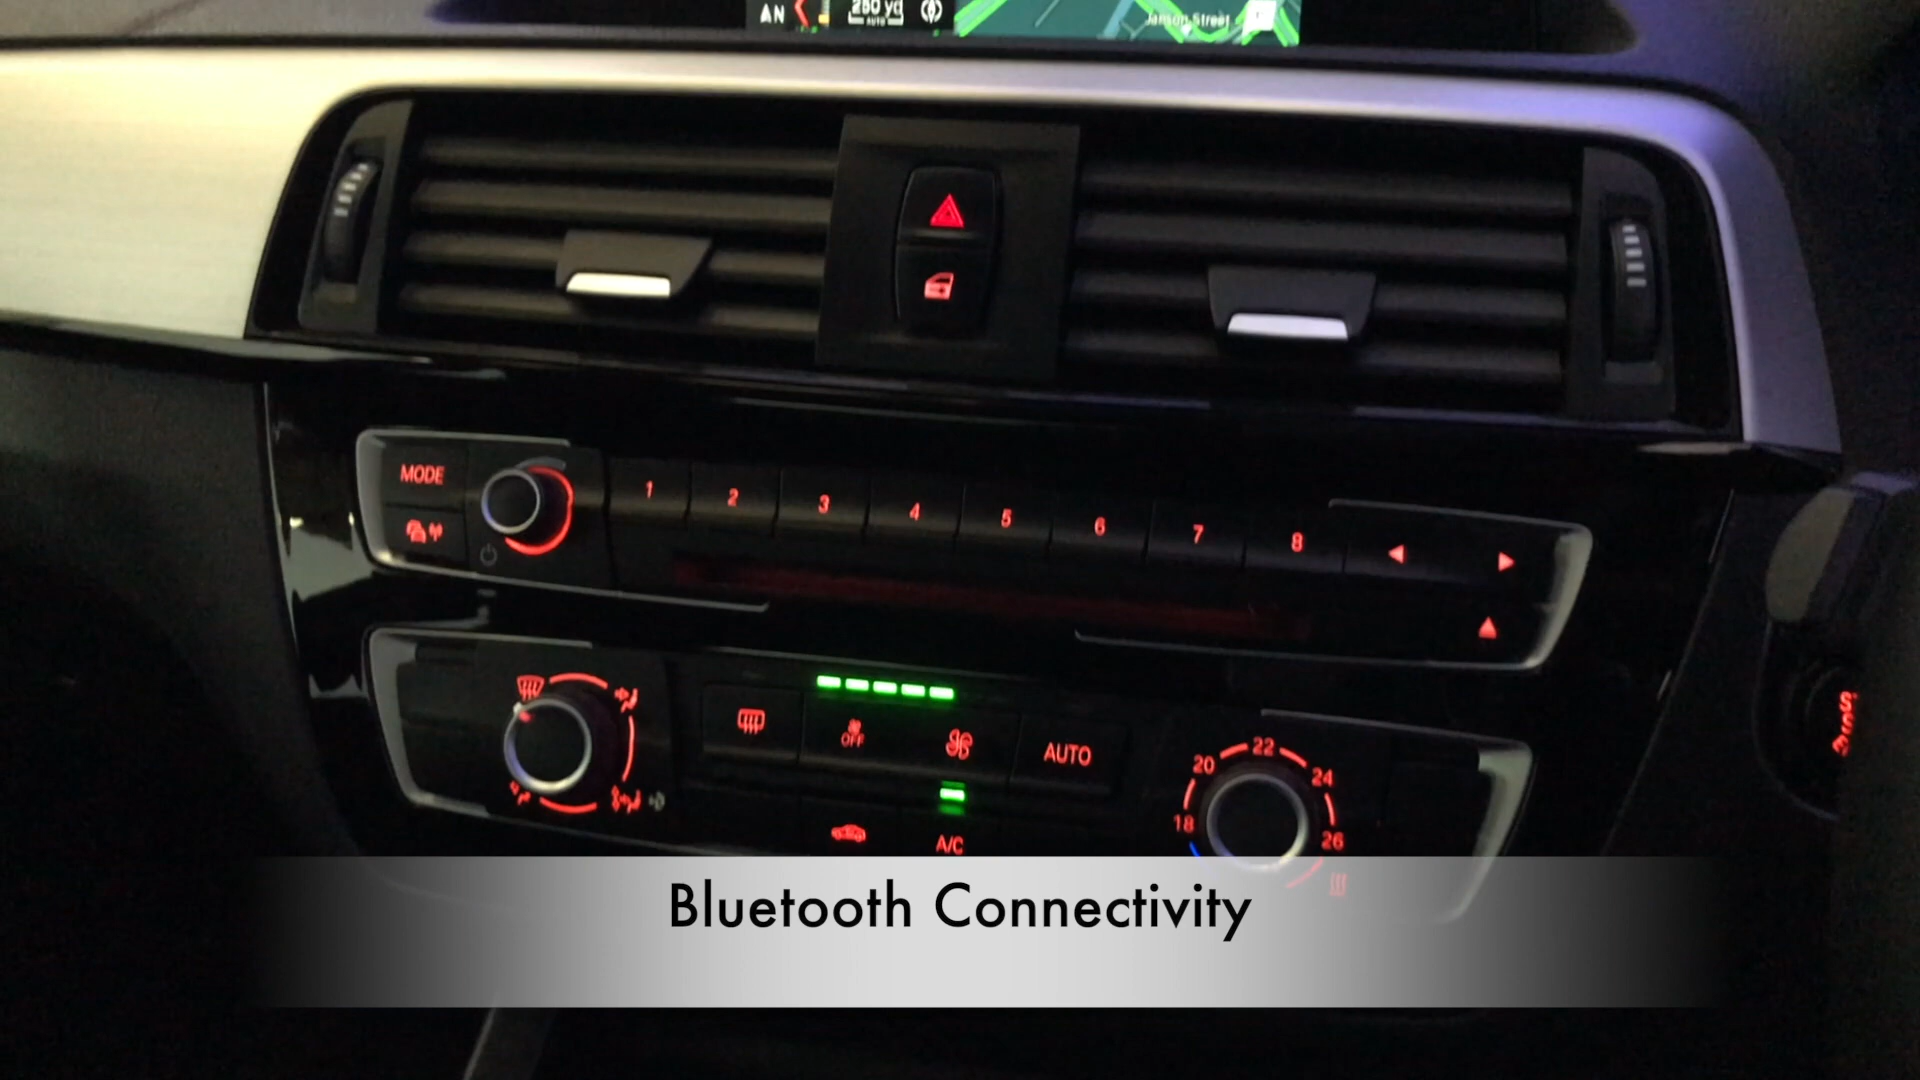 250 yd
AUTO
Janson Street
MODE
1 2 3 4 5 6 7 8
OFF
AUTO
A/C
18 20 22 24 26
Bluetooth Connectivity